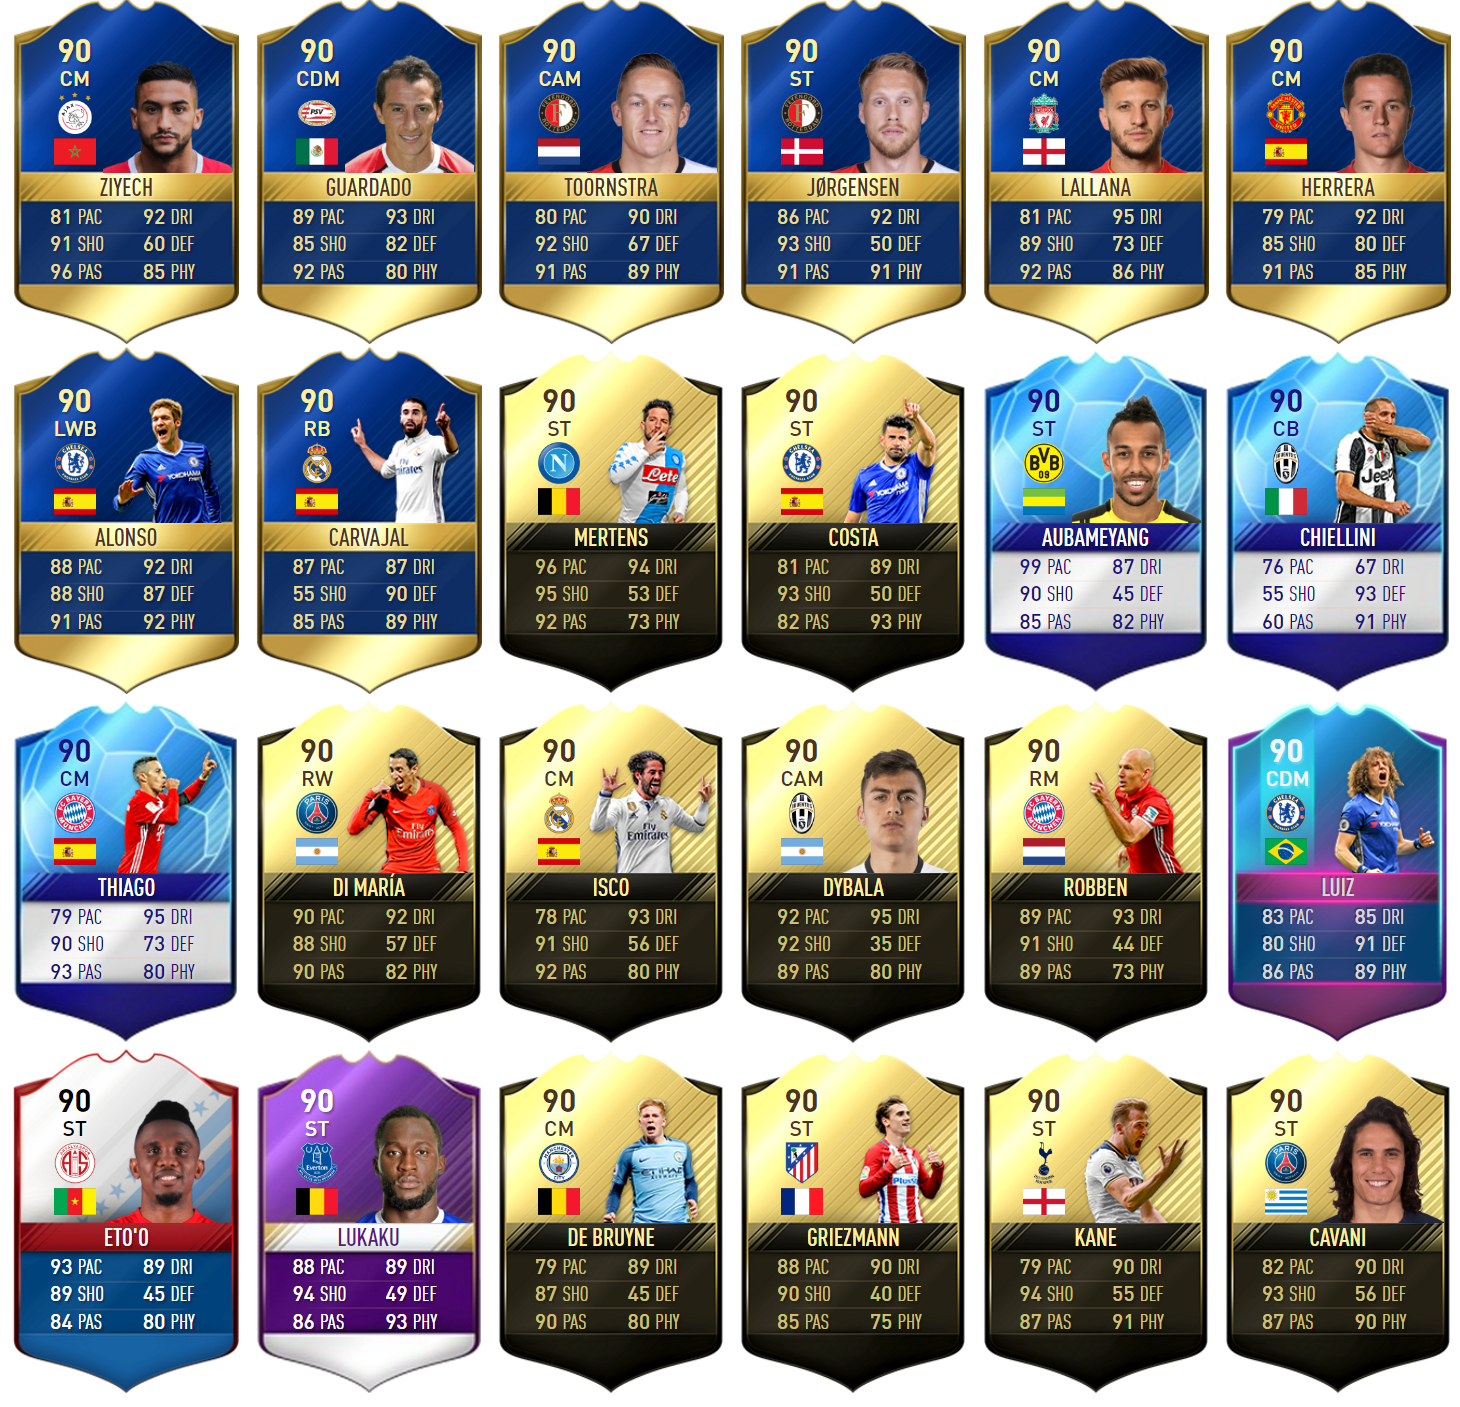 90
CM
ZIYECH
81 PAC 92 DRI
91 SHO 60 DEF
96 PAS 85 PHY
90
CDM
PSV
GUARDADO
89 PAC 93 DRI
85 SHO 82 DEF
92 PAS 80 PHY
90
CAM
TOORNSTRA
80 PAC 90 DRI
92 SHO 67 DEF
91 PAS 89 PHY
90
ST
JØRGENSEN
86 PAC 92 DRI
93 SHO 50 DEF
91 PAS 91 PHY
90
CM
LALLANA
81 PAC 95 DRI
89 SHO 73 DEF
92 PAS 86 PHY
90
CM
HERRERA
79 PAC 92 DRI
85 SHO 80 DEF
91 PAS 85 PHY
90
LWB
ALONSO
88 PAC 92 DRI
88 SHO 87 DEF
91 PAS 92 PHY
90
RB
CARVAJAL
87 PAC 87 DRI
55 SHO 90 DEF
85 PAS 89 PHY
90
ST
N
Lete
MERTENS
96 PAC 94 DRI
95 SHO 53 DEF
92 PAS 73 PHY
90
ST
COSTA
81 PAC 89 DRI
93 SHO 50 DEF
82 PAS 93 PHY
90
ST
BVB
09
AUBAMEYANG
99 PAC 87 DRI
90 SHO 45 DEF
85 PAS 82 PHY
90
CB
Jeep
CHIELLINI
76 PAC 67 DRI
55 SHO 93 DEF
60 PAS 91 PHY
90
CM
FC BAYERN
MÜNCHEN
THIAGO
79 PAC 95 DRI
90 SHO 73 DEF
93 PAS 80 PHY
90
RW
PARIS
Fly
Emirates
DI MARÍA
90 PAC 92 DRI
88 SHO 57 DEF
90 PAS 82 PHY
90
CM
Fly
Emirates
ISCO
78 PAC 93 DRI
91 SHO 56 DEF
92 PAS 80 PHY
90
CAM
DYBALA
92 PAC 95 DRI
92 SHO 35 DEF
89 PAS 80 PHY
90
RM
FC BAYERN
MÜNCHEN
ROBBEN
89 PAC 93 DRI
91 SHO 44 DEF
89 PAS 73 PHY
90
CDM
LUIZ
83 PAC 85 DRI
80 SHO 91 DEF
86 PAS 89 PHY
90
ST
ETO'O
93 PAC 89 DRI
89 SHO 45 DEF
84 PAS 80 PHY
90
ST
Everton
LUKAKU
88 PAC 89 DRI
94 SHO 49 DEF
86 PAS 93 PHY
90
CM
DE BRUYNE
79 PAC 89 DRI
87 SHO 45 DEF
90 PAS 80 PHY
90
ST
GRIEZMANN
88 PAC 90 DRI
90 SHO 40 DEF
85 PAS 75 PHY
90
ST
KANE
79 PAC 90 DRI
94 SHO 55 DEF
87 PAS 91 PHY
90
ST
PARIS
CAVANI
82 PAC 90 DRI
93 SHO 56 DEF
87 PAS 90 PHY